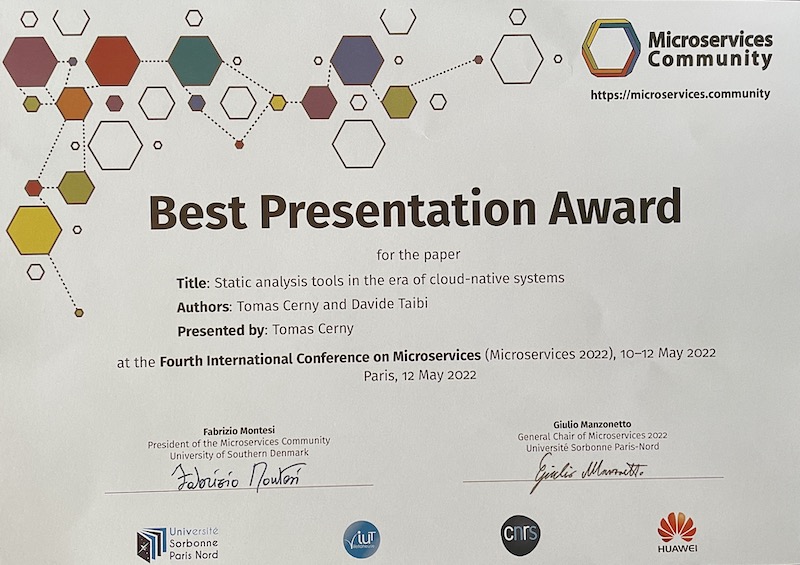 Microservices
Community
https://microservices.community
Best Presentation Award
for the paper
Title: Static analysis tools in the era of cloud-native systems
Authors: Tomas Cerny and Davide Taibi
Presented by: Tomas Cerny
at the Fourth International Conference on Microservices (Microservices 2022), 10–12 May 2022
Paris, 12 May 2022
Fabrizio Montesi
President of the Microservices Community
University of Southern Denmark
Fabrizio Montesi
Giulio Manzonetto
General Chair of Microservices 2022
Université Sorbonne Paris-Nord
Giulio Manzonetto
Université
Sorbonne
Paris Nord
iUT
cnrs
HUAWEI